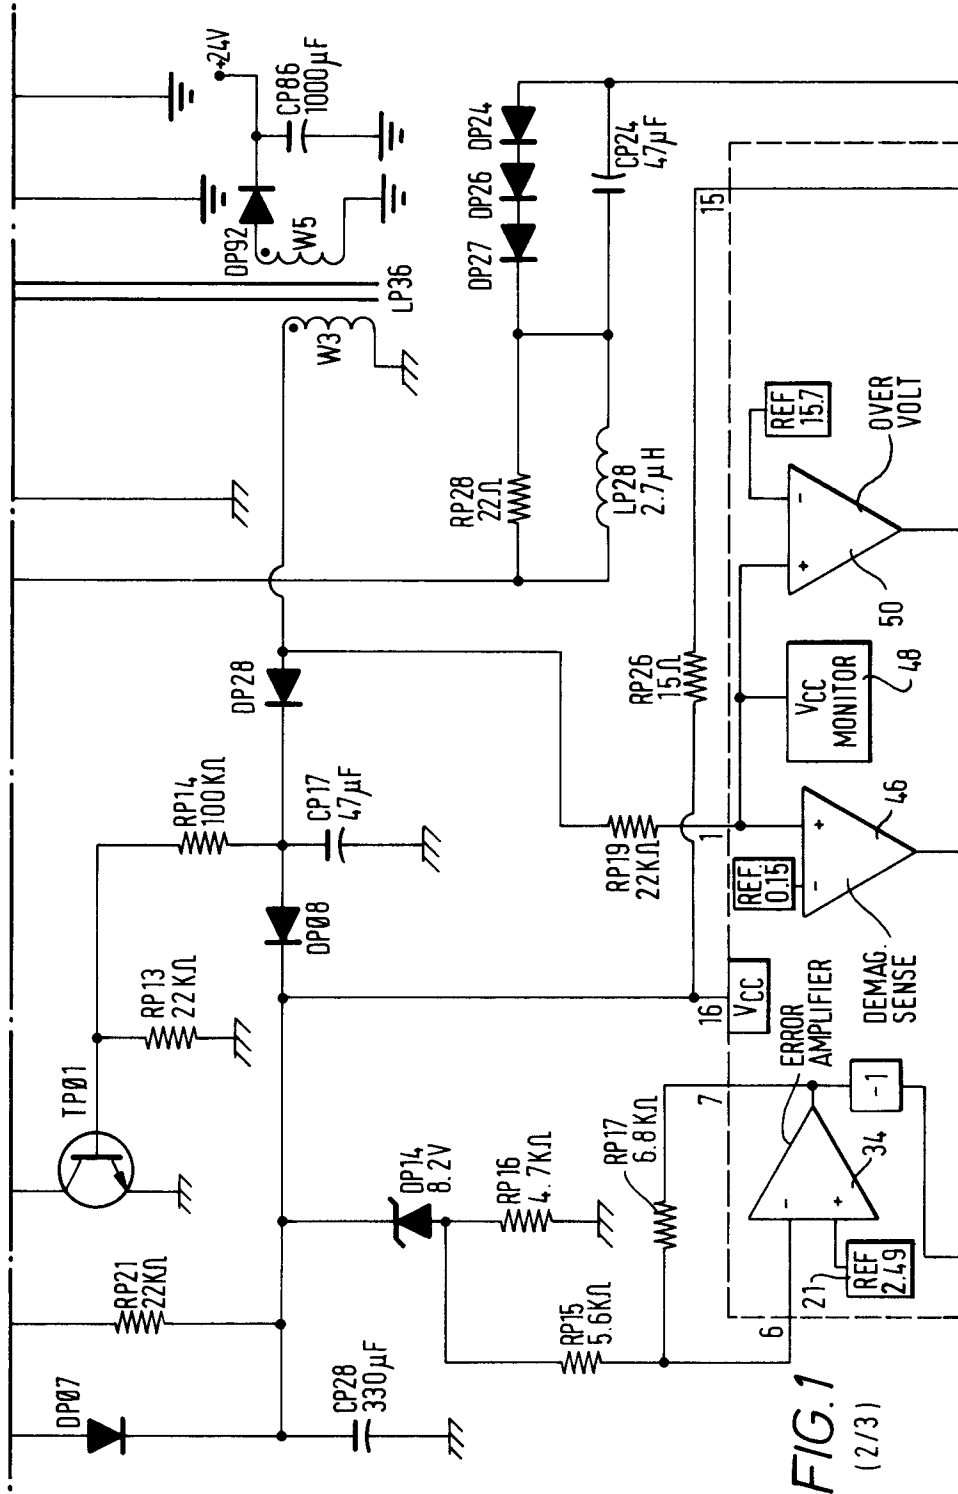 DP07
RP21
22KΩ
TPØ1
RP13
22KΩ
RP14
100KΩ
DP28
DP92
W5
+24V
CP86
1000µF
LP36
W3
CP28
330µF
DP14
8.2V
RP16
4.7KΩ
DPØ8
CP17
47µF
RP28
22Ω
LP28
2.7µH
DP27
DP26
DP24
CP24
47µF
RP15
5.6KΩ
RP17
6.8KΩ
RP19
22KΩ
RP26
15Ω
6
7
16
1
15
VCC
21
REF
2.49
-
+
34
ERROR
AMPLIFIER
-1
DEMAG.
SENSE
REF.
0.15
-
+
46
VCC
MONITOR
48
50
+
-
REF
15.7
OVER
VOLT
FIG.1
(2/3)